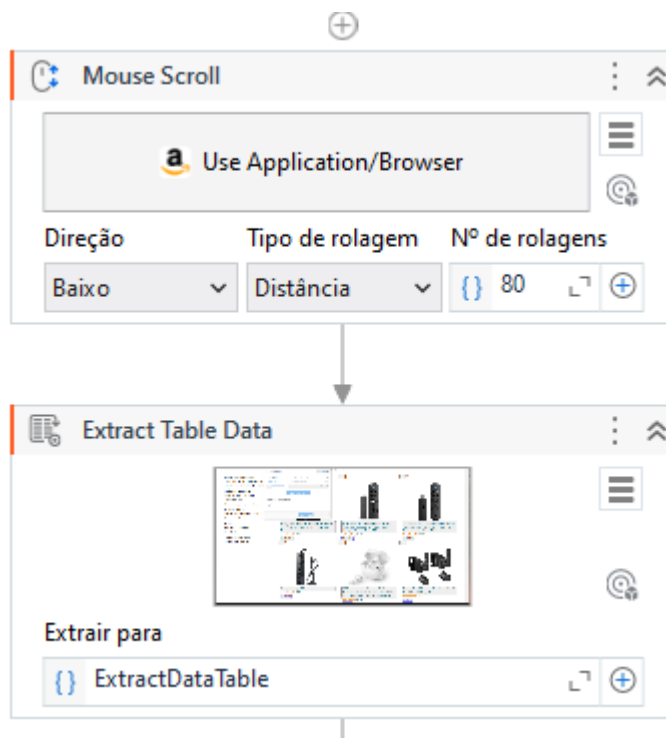 Mouse Scroll
a Use Application/Browser
Direção Tipo de rolagem Nº de rolagens
Baixo Distância {} 80
Extract Table Data
Extrair para
{} ExtractDataTable